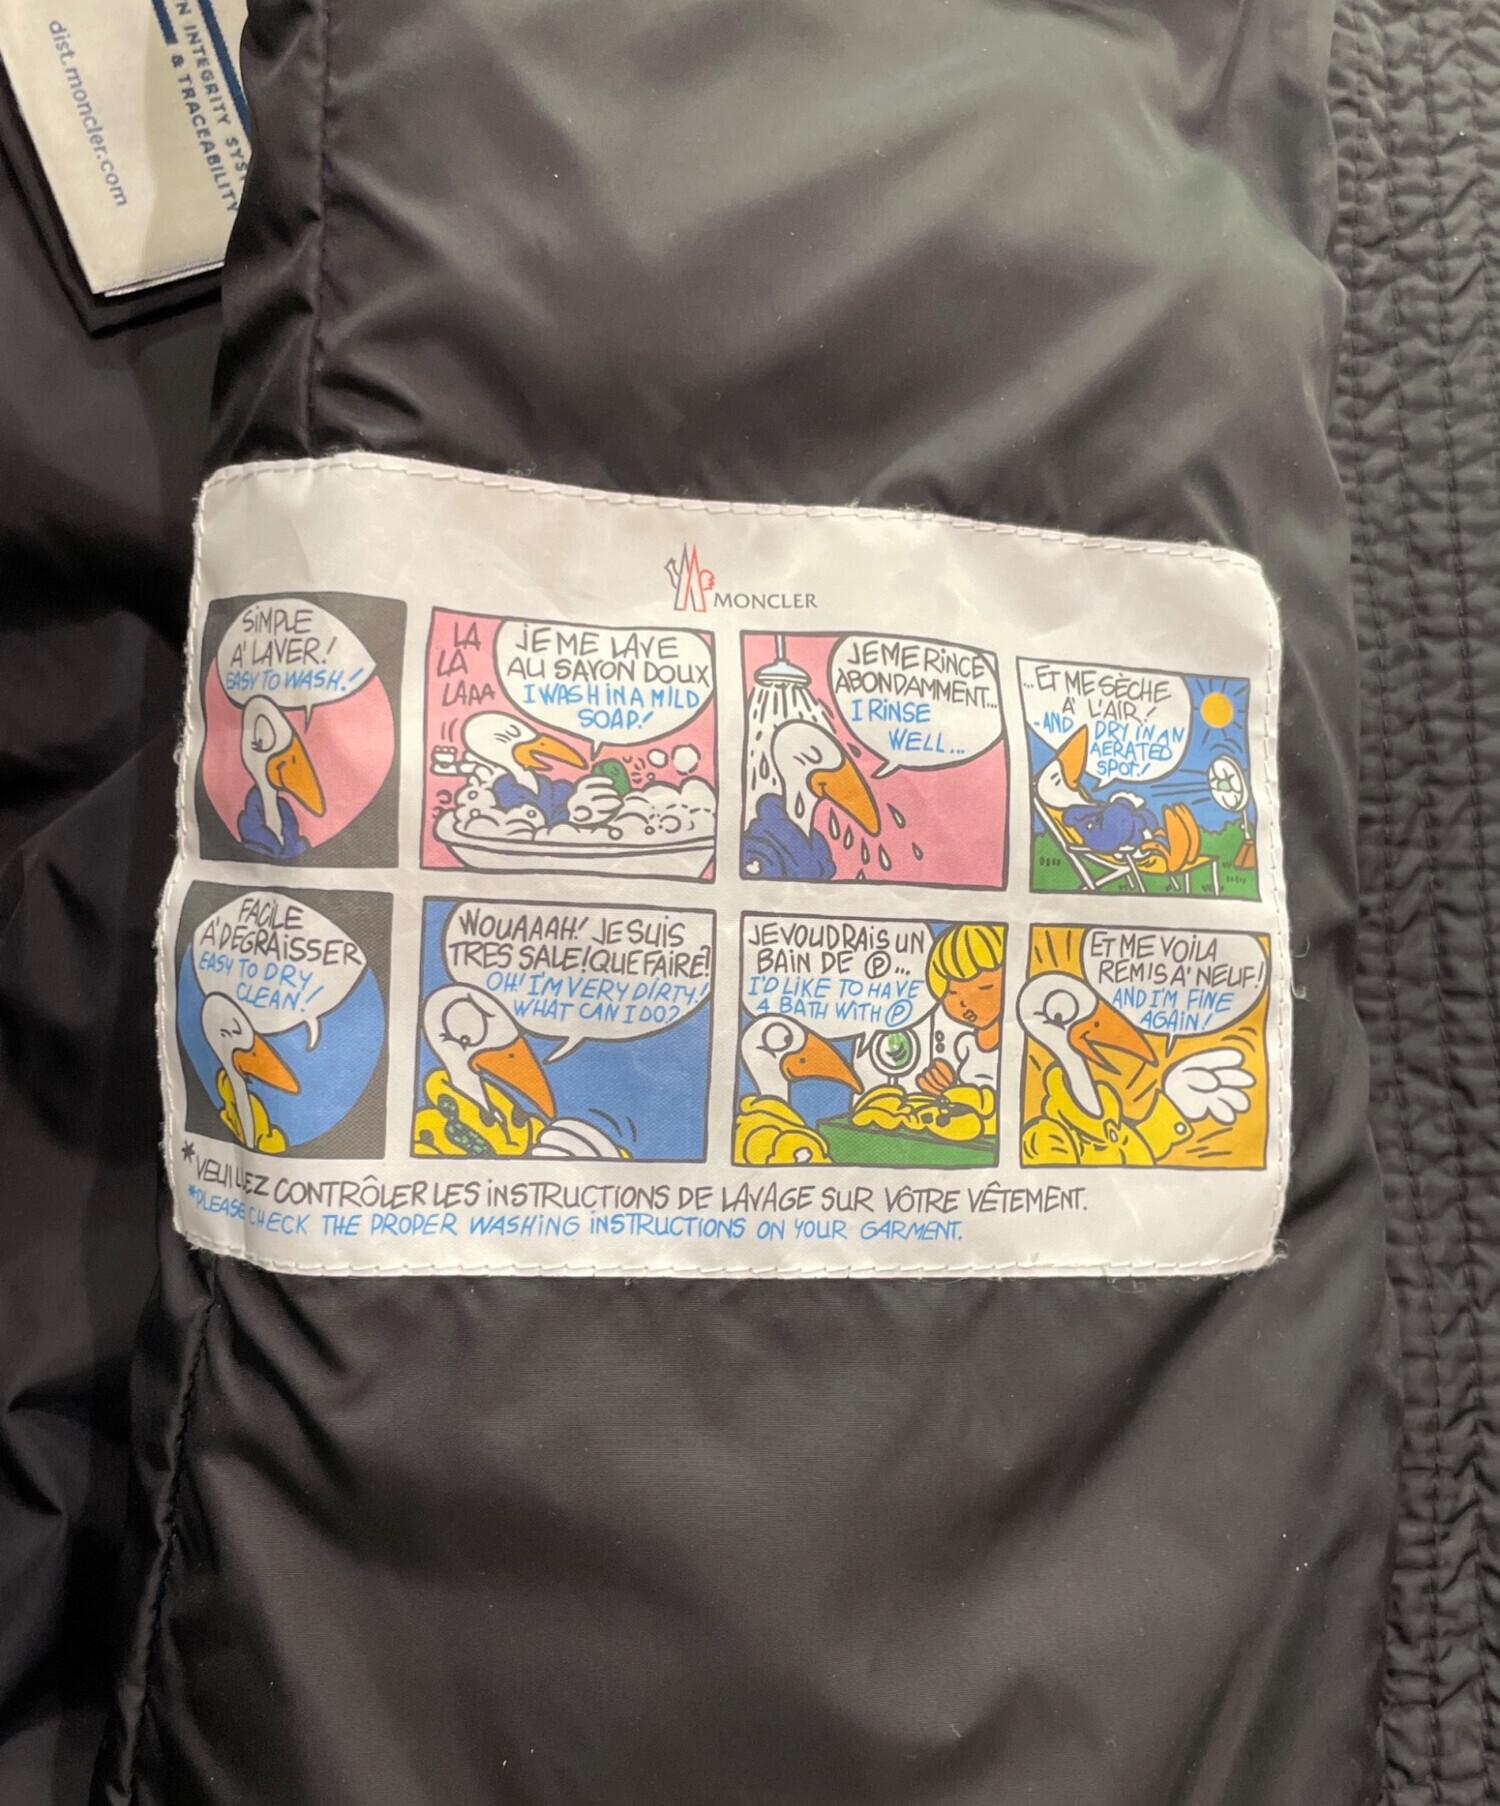 N INTEGRITY SYS
& TRACEABILITY
dist.moncler.com
MONCLER
SIMPLE
A' LAVER!
EASY TO WASH!
LA
LA
LAAA
JE ME LAVE
AU SAVON DOUX
I WASH IN A MILD
SOAP!
JE ME RINCE
ABONDAMMENT...
I RINSE
WELL...
...ET ME SÈCHE
A' L'AIR!
-AND DRY IN AN
AERATED
SPOT!
FACILE
A' DEGRAISSER
EASY TO DRY
CLEAN!
WOUAAAH! JE SUIS
TRES SALE! QUE FAIRE?
OH! I'M VERY DIRTY!
WHAT CAN I DO?
JE VOUDRAIS UN
BAIN DE Ⓟ...
I'D LIKE TO HAVE
A BATH WITH Ⓟ
ET ME VOILA
REMIS A' NEUF!
AND I'M FINE
AGAIN!
*VEUILLEZ CONTRÔLER LES INSTRUCTIONS DE LAVAGE SUR VÔTRE VÊTEMENT.
*PLEASE CHECK THE PROPER WASHING INSTRUCTIONS ON YOUR GARMENT.